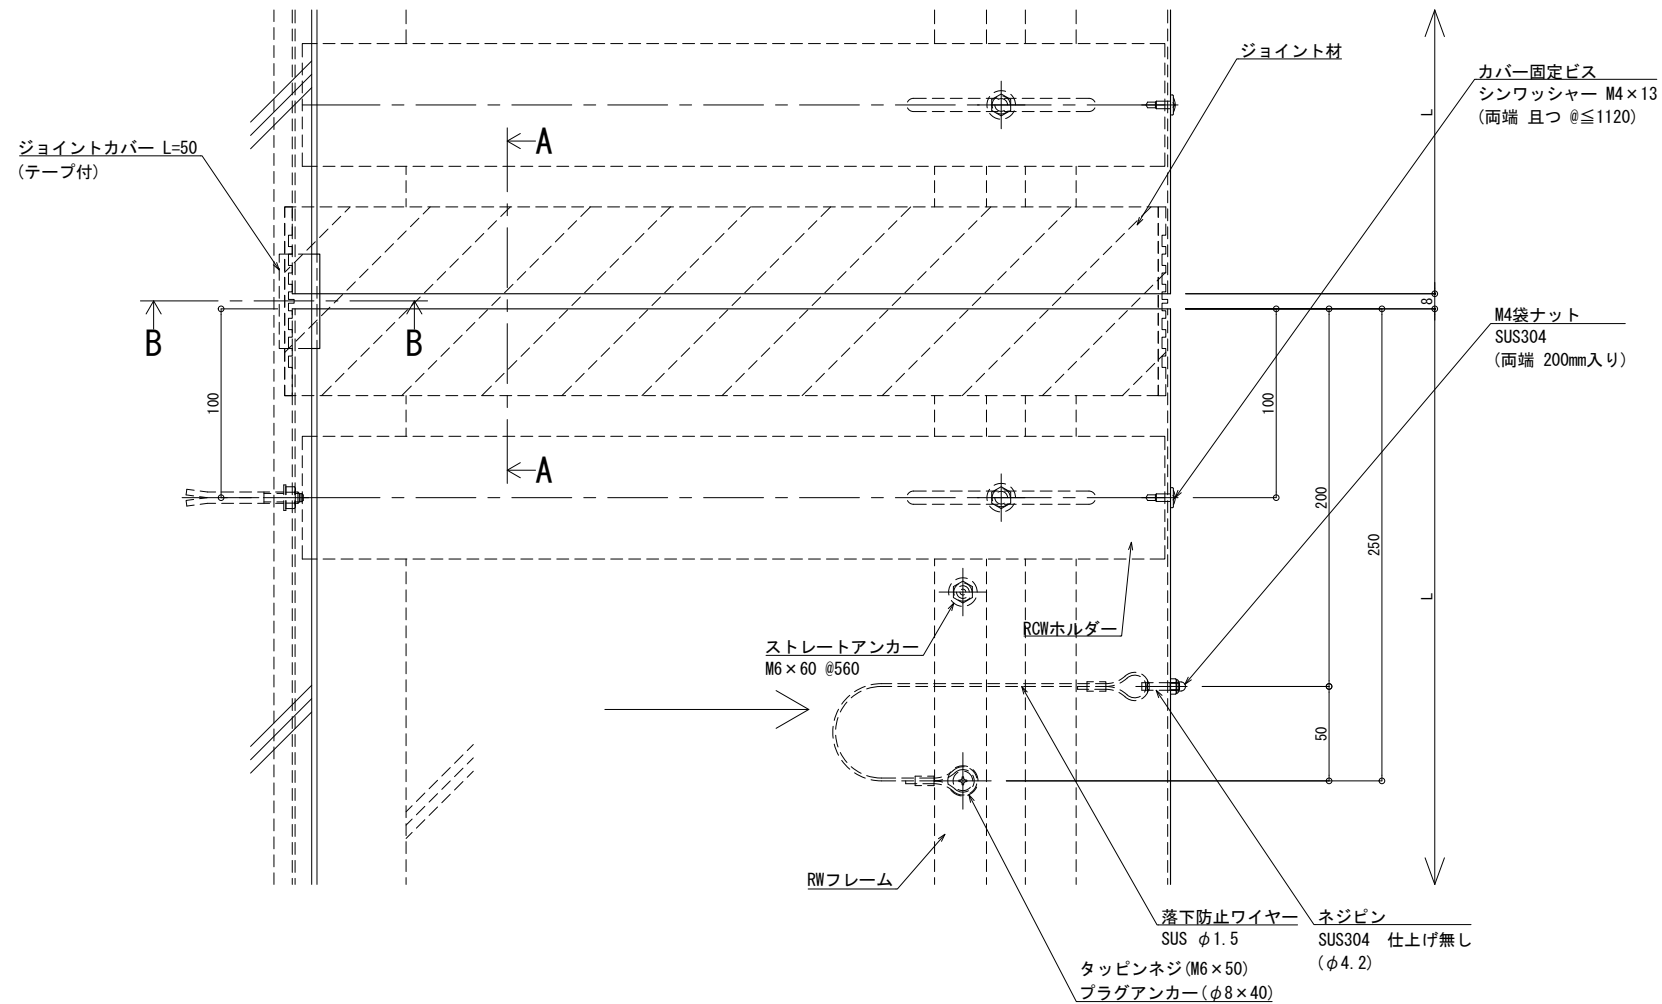 ジョイント材
カバー固定ビス
シンワッシャー M4×13
(両端 且つ @≦1120)
L
A
ジョイントカバー L=50
(テープ付)
8
M4袋ナット
SUS304
(両端 200mm入り)
B
B
100
100
200
250
A
L
RCWホルダー
ストレートアンカー
M6×60 @560
50
RWフレーム
落下防止ワイヤー
SUS φ1.5
ネジピン
SUS304 仕上げ無し
(φ4.2)
タッピンネジ(M6×50)
プラグアンカー(φ8×40)